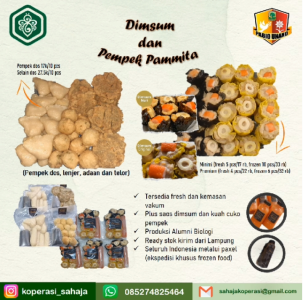 Dimsum
dan
Pempek Pammita
Pempek dos 17k/10 pcs
Selain dos 27.5k/10 pcs
(Pempek dos, lenjer, adaan dan telor)
Tersedia fresh dan kemasan
vakum
Plus saos dimsum dan kuah cuko
pempek
Produksi Alumni Biologi
Ready stok kirim dari Lampung
Seluruh Indonesia melalui paxel
(ekspedisi khusus frozen food)
koperasi_sahaja
085274825464
sahajakoperasi@gmail.com